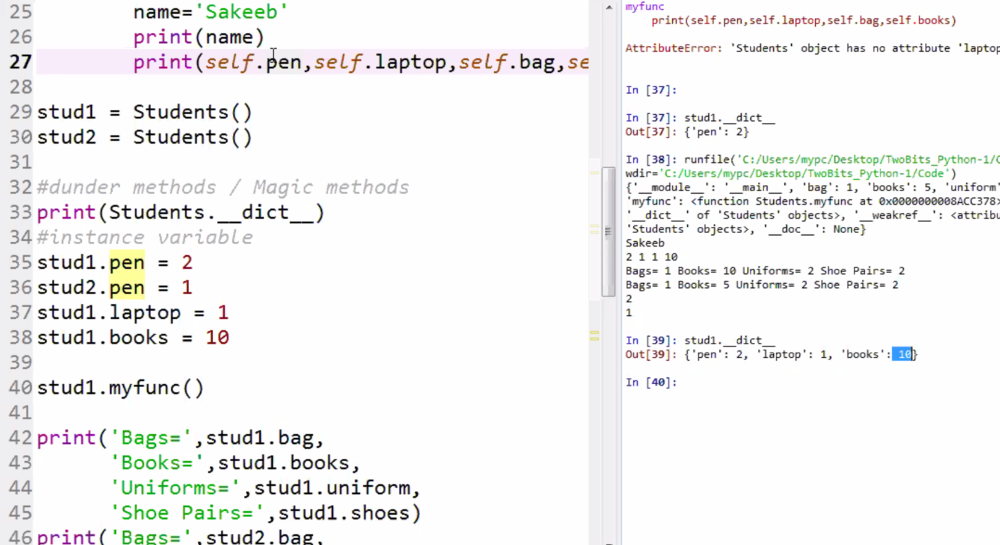 25 name='Sakeeb'
26 print(name)
27 print(self.pen,self.laptop,self.bag,se
28
29 stud1 = Students()
30 stud2 = Students()
31
32 #dunder methods / Magic methods
33 print(Students.__dict__)
34 #instance variable
35 stud1.pen = 2
36 stud2.pen = 1
37 stud1.laptop = 1
38 stud1.books = 10
39
40 stud1.myfunc()
41
42 print('Bags=',stud1.bag,
43 'Books=',stud1.books,
44 'Uniforms=',stud1.uniform,
45 'Shoe Pairs=',stud1.shoes)
46 print('Bags=',stud2.bag,
myfunc
print(self.pen,self.laptop,self.bag,self.books)
AttributeError: 'Students' object has no attribute 'laptop
In [37]:
In [37]: stud1.__dict__
Out[37]: {'pen': 2}
In [38]: runfile('C:/Users/mypc/Desktop/TwoBits_Python-1/C
wdir='C:/Users/mypc/Desktop/TwoBits_Python-1/Code')
{'__module__': '__main__', 'bag': 1, 'books': 5, 'uniform'
'myfunc': <function Students.myfunc at 0x0000000008ACC378>
'__dict__' of 'Students' objects>, '__weakref__': <attribu
'Students' objects>, '__doc__': None}
Sakeeb
2 1 1 10
Bags= 1 Books= 10 Uniforms= 2 Shoe Pairs= 2
Bags= 1 Books= 5 Uniforms= 2 Shoe Pairs= 2
2
1
In [39]: stud1.__dict__
Out[39]: {'pen': 2, 'laptop': 1, 'books': 10}
In [40]: